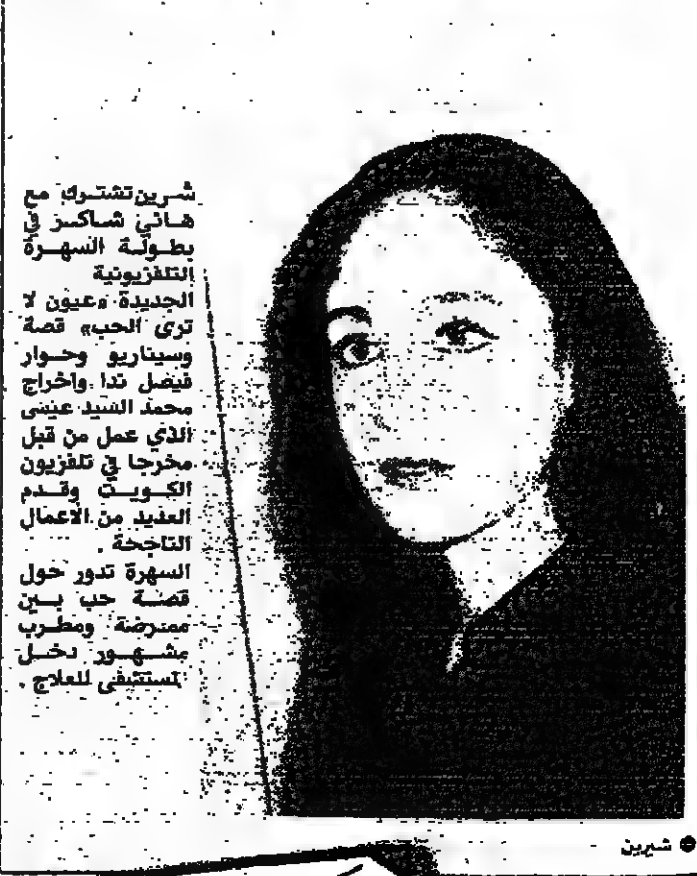 شرين تشترك مع
هاني شاكر في
بطولة السهرة
التلفزيونية
الجديدة «عيون لا
ترى الحب» قصة
وسيناريو وحوار
فيصل ندا واخراج
محمد السيد عيسى
الذي عمل من قبل
مخرجا في تلفزيون
الكويت وقدم
العديد من الاعمال
الناجحة .
السهرة تدور حول
قصة حب بين
ممرضة ومطرب
مشهور دخل
المستشفى للعلاج .
● شيرين